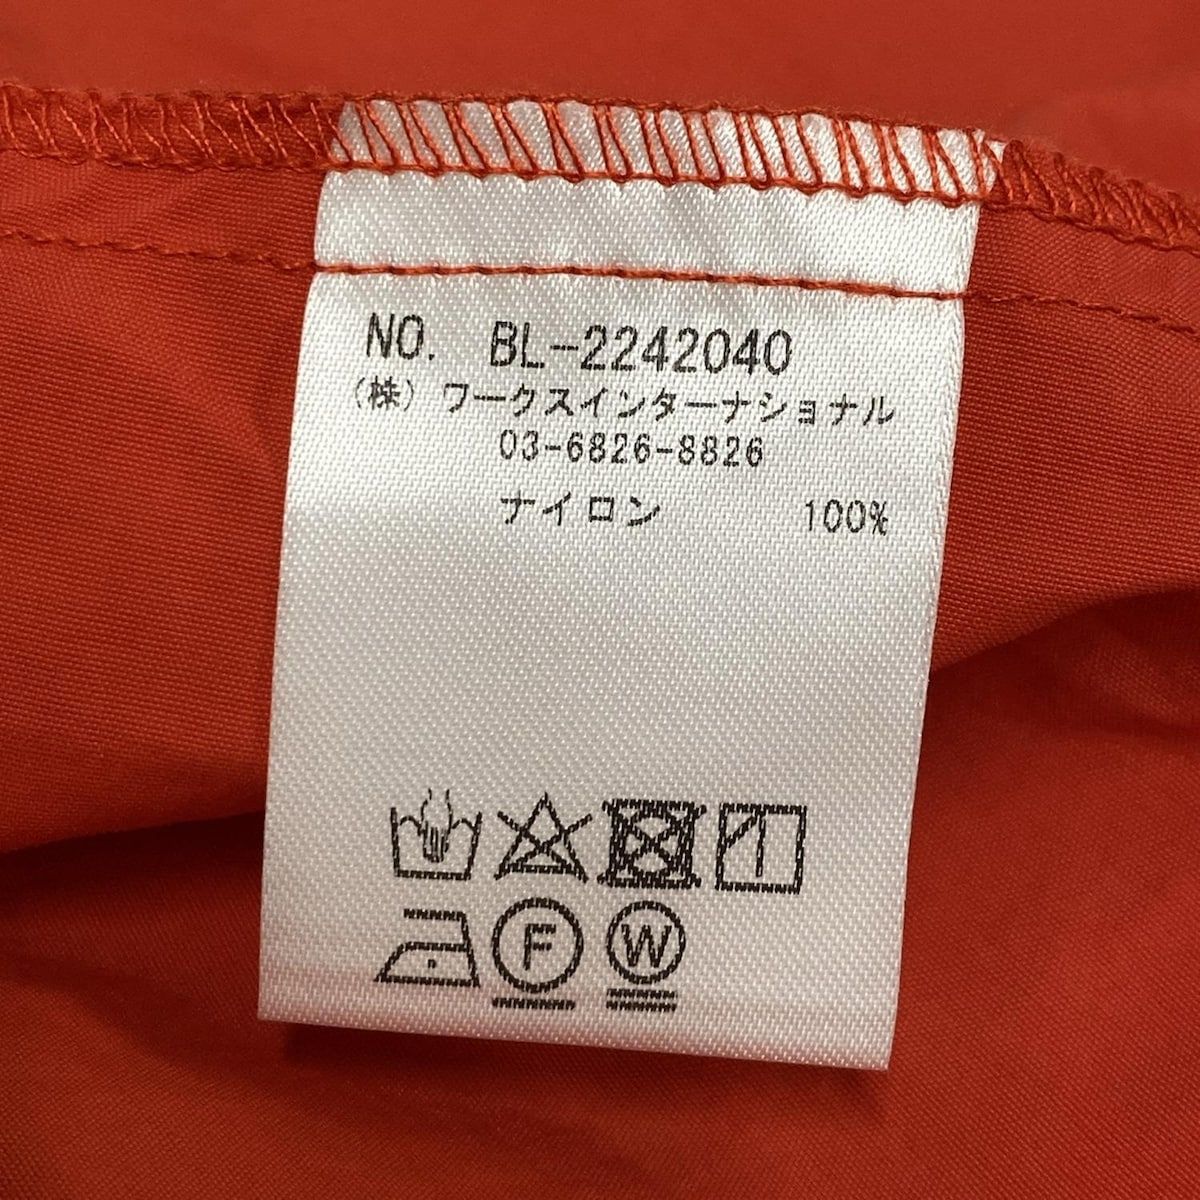 NO. BL-2242040
(株) ワークスインターナショナル
03-6826-8826
ナイロン 100%
F W